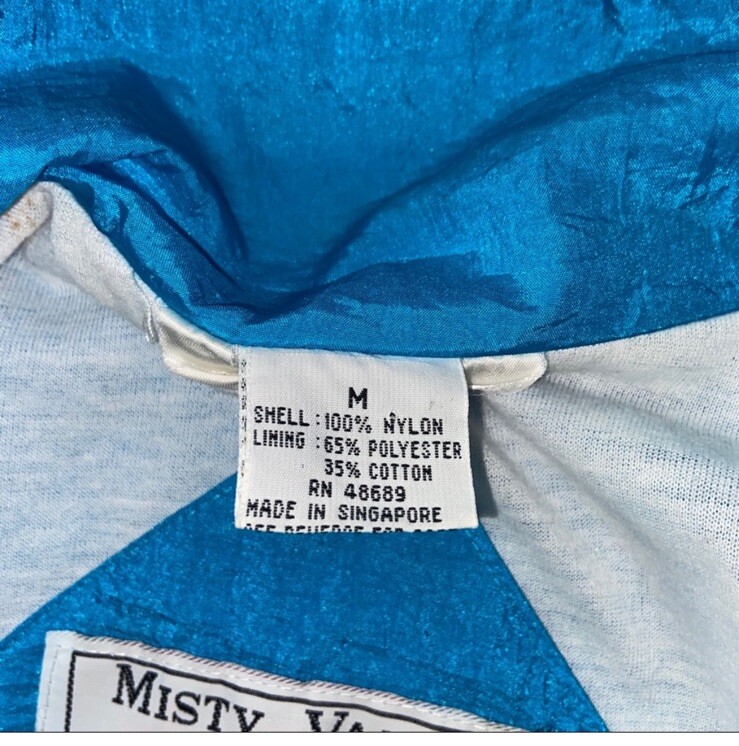 M
SHELL : 100% NYLON
LINING : 65% POLYESTER
35% COTTON
RN 48689
MADE IN SINGAPORE
MISTY